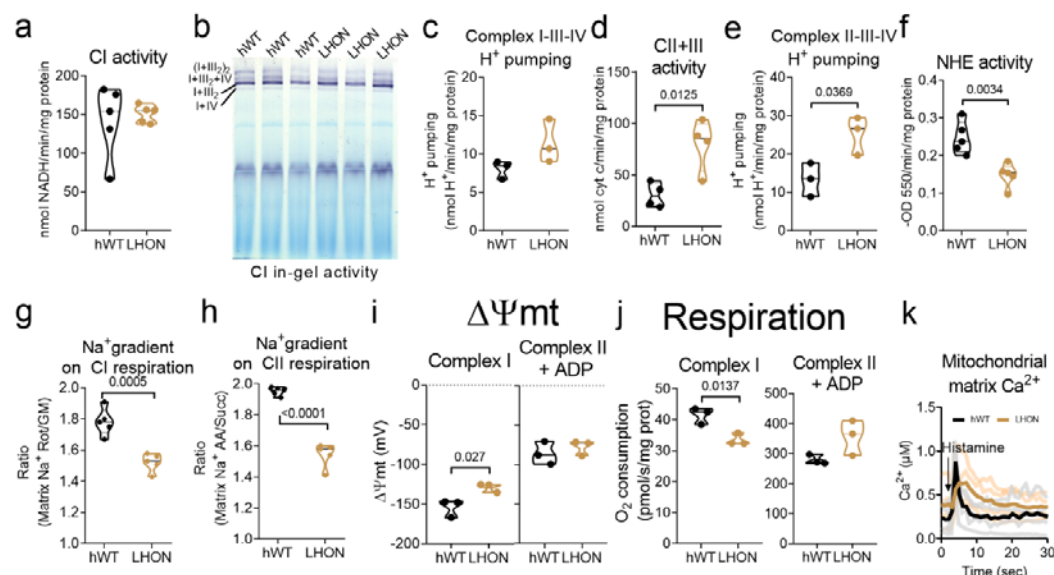 a
CI activity
nmol NADH/min/mg protein
200
150
100
50
0
hWT LHON
b
hWT
hWT
hWT
LHON
LHON
LHON
(I+III₂)₂
I+III₂+IV
I+III₂
I+IV
CI in-gel activity
c
Complex I-III-IV
H⁺ pumping
H⁺ pumping
(nmol H⁺/min/mg protein)
20
15
10
5
0
hWT
LHON
d
CII+III
activity
nmol cyt c/min/mg protein
150
100
50
0
0.0125
hWT
LHON
e
Complex II-III-IV
H⁺ pumping
H⁺ pumping
(nmol H⁺/min/mg protein)
40
30
20
10
0
0.0369
hWT
LHON
f
NHE activity
-OD 550/min/mg protein
0.4
0.3
0.2
0.1
0.0
0.0034
hWT
LHON
g
Na⁺gradient
on CI respiration
Ratio
(Matrix Na⁺ Rot/GM)
2.0
1.8
1.6
1.4
1.2
1.0
0.0005
hWT
LHON
h
Na⁺gradient
on CII respiration
Ratio
(Matrix Na⁺ AA/Succ)
2.0
1.8
1.6
1.4
1.2
1.0
<0.0001
hWT
LHON
i
ΔΨmt
Complex I
Complex II
+ ADP
ΔΨmt (mV)
0
-50
-100
-150
-200
0.027
hWT
LHON
hWT
LHON
j
Respiration
Complex I
Complex II
+ ADP
O₂ consumption
(pmol/s/mg prot)
50
40
30
20
10
0
0.0137
hWT
LHON
500
400
300
200
100
0
hWT
LHON
k
Mitochondrial
matrix Ca²⁺
Ca²⁺ (µM)
1.5
1.0
0.5
0.0
hWT
LHON
Histamine
0 10 20 30
Time (sec)